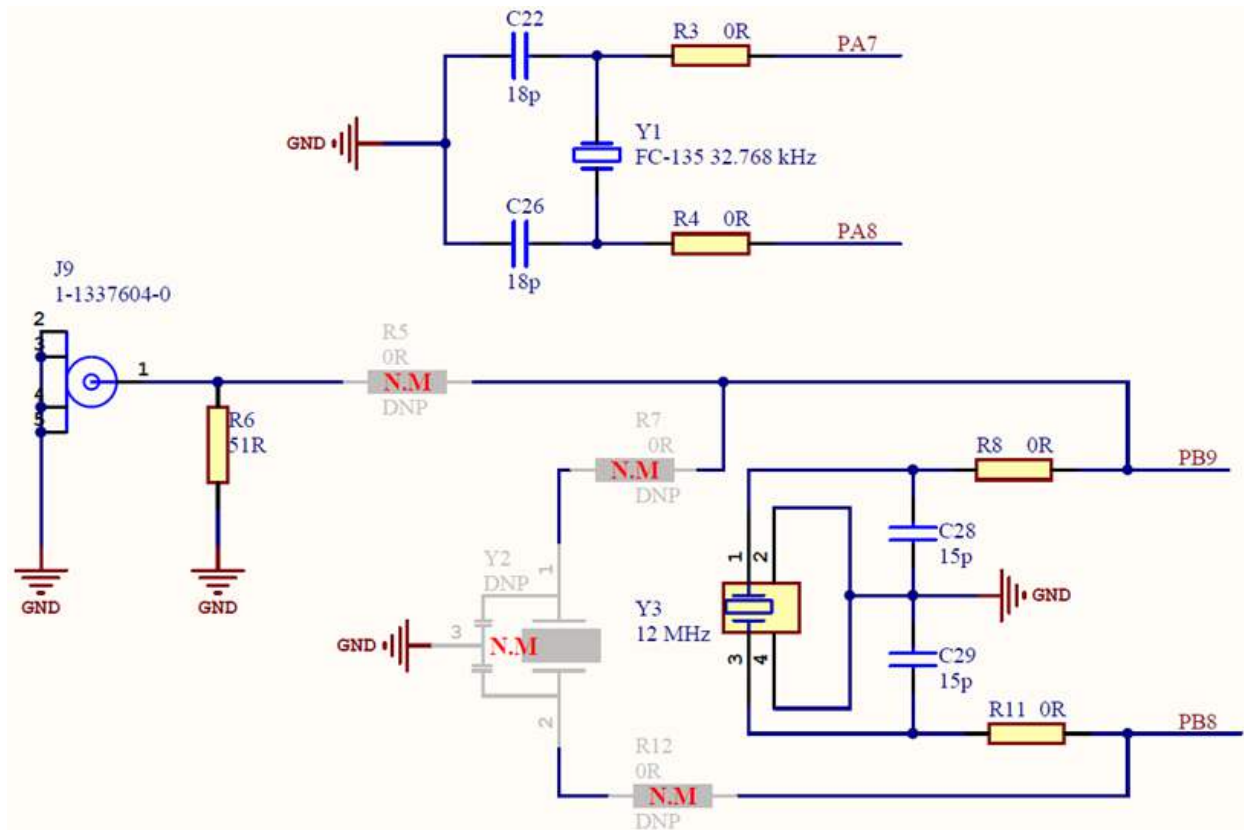 C22
18p
R3 0R
PA7
GND
Y1
FC-135 32.768 kHz
C26
18p
R4 0R
PA8
J9
1-1337604-0
2
3
4
5
1
R6
51R
GND
GND
R5
0R
N.M
DNP
R7
0R
N.M
DNP
R8 0R
PB9
C28
15p
1
2
Y2
DNP
1
GND
3
N.M
2
Y3
12 MHz
3
4
GND
C29
15p
R11 0R
PB8
R12
0R
N.M
DNP